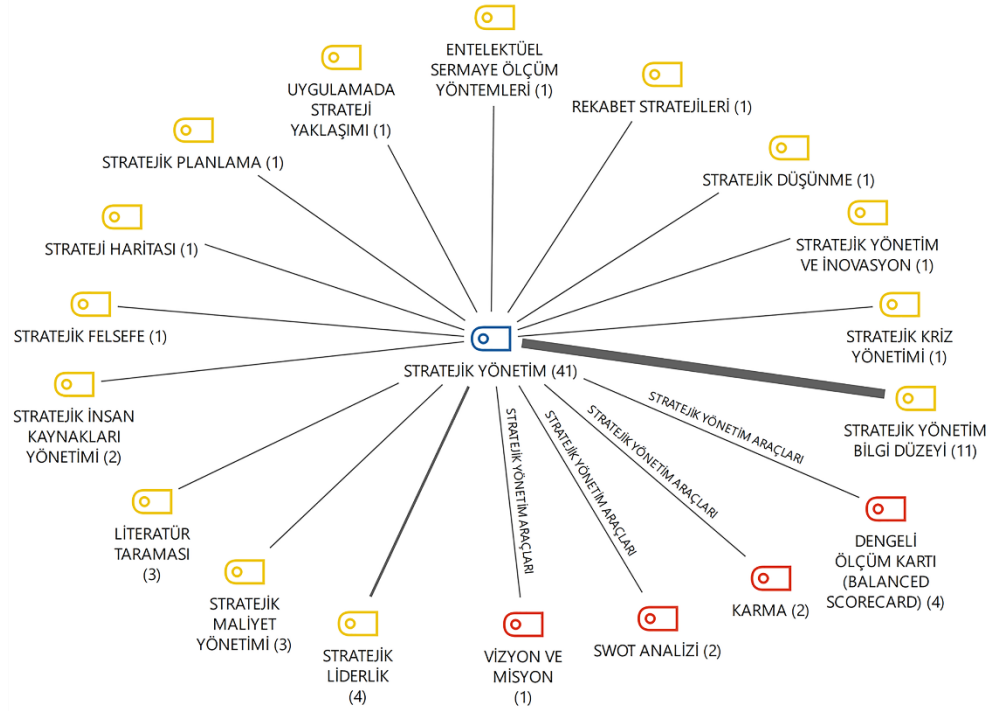 ENTELEKTÜEL
SERMAYE ÖLÇÜM
YÖNTEMLERİ (1)
UYGULAMADA
STRATEJİ
YAKLAŞIMI (1)
REKABET STRATEJİLERİ (1)
STRATEJİK PLANLAMA (1)
STRATEJİK DÜŞÜNME (1)
STRATEJİ HARİTASI (1)
STRATEJİK YÖNETİM
VE İNOVASYON (1)
STRATEJİK FELSEFE (1)
STRATEJİK KRİZ
YÖNETİMİ (1)
STRATEJİK YÖNETİM (41)
STRATEJİK İNSAN
KAYNAKLARI
YÖNETİMİ (2)
STRATEJİK YÖNETİM
BİLGİ DÜZEYİ (11)
STRATEJİK YÖNETİM ARAÇLARI
STRATEJİK YÖNETİM ARAÇLARI
STRATEJİK YÖNETİM ARAÇLARI
STRATEJİK YÖNETİM ARAÇLARI
LİTERATÜR
TARAMASI
(3)
DENGELİ
ÖLÇÜM KARTI
(BALANCED
SCORECARD) (4)
STRATEJİK
MALİYET
YÖNETİMİ (3)
KARMA (2)
STRATEJİK
LİDERLİK
(4)
VİZYON VE
MİSYON
(1)
SWOT ANALİZİ (2)